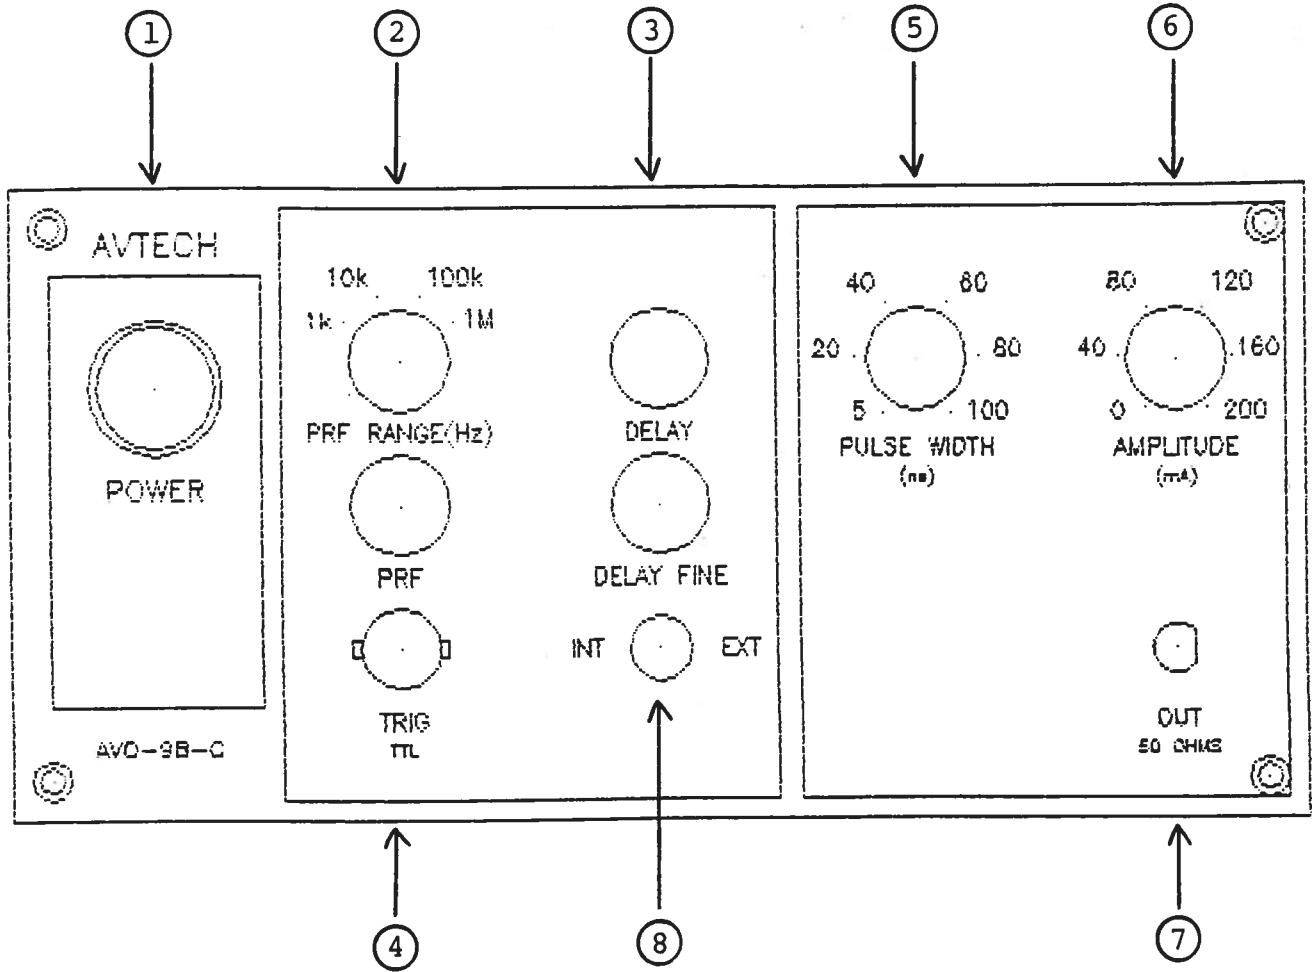 1 2 3 5 6
AVTECH
POWER
AVO-9B-C
10k 100k
1k 1M
PRF RANGE(Hz)
PRF
TRIG
TTL
DELAY
DELAY FINE
INT EXT
40 60
20 80
5 100
PULSE WIDTH
(ns)
80 120
40 160
0 200
AMPLITUDE
(mA)
OUT
50 OHMS
4 8 7